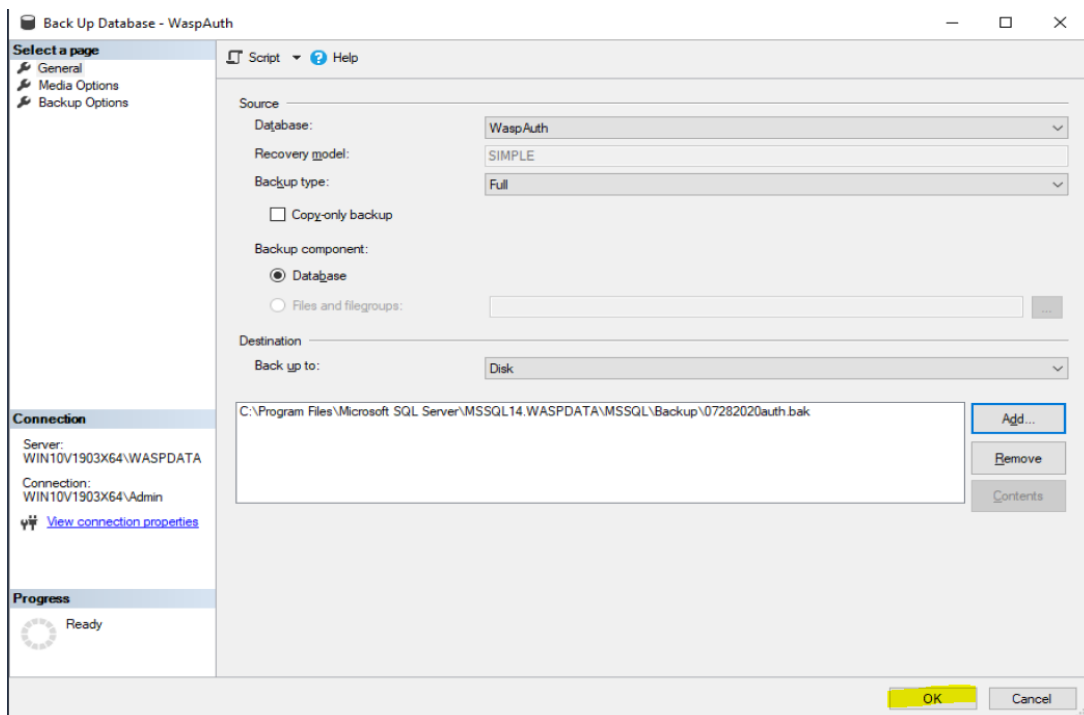 Back Up Database - WaspAuth
Select a page
General
Media Options
Backup Options
Script
Help
Source
Database:
WaspAuth
Recovery model:
SIMPLE
Backup type:
Full
Copy-only backup
Backup component:
Database
Files and filegroups:
...
Destination
Back up to:
Disk
C:\Program Files\Microsoft SQL Server\MSSQL14.WASPDATA\MSSQL\Backup\07282020auth.bak
Add...
Remove
Contents
Connection
Server:
WIN10V1903X64\WASPDATA
Connection:
WIN10V1903X64\Admin
View connection properties
Progress
Ready
OK
Cancel